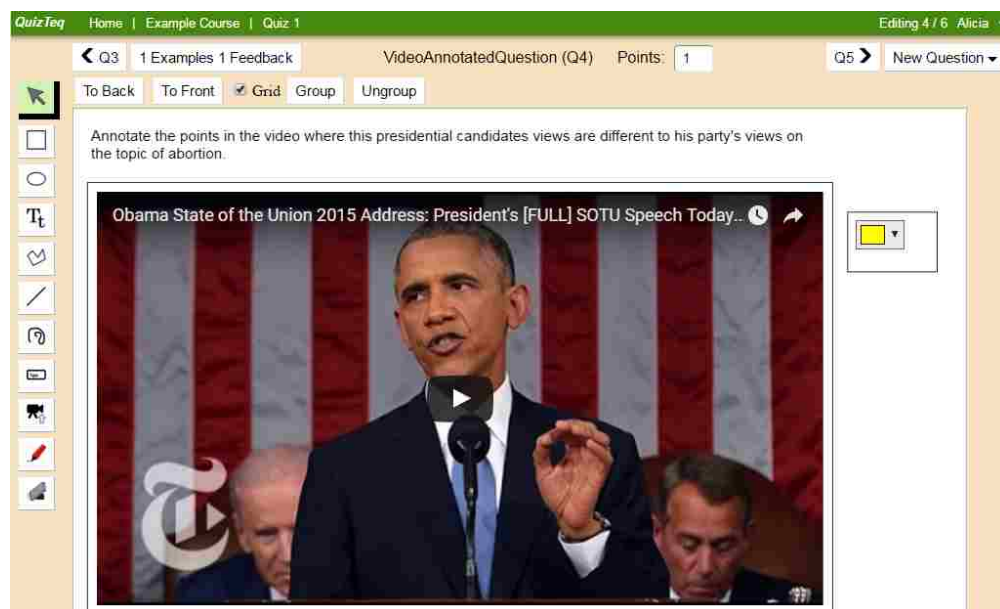 QuizTeq Home | Example Course | Quiz 1 Editing 4 / 6 Alicia
Q3 1 Examples 1 Feedback VideoAnnotatedQuestion (Q4) Points: 1 Q5 New Question
To Back To Front Grid Group Ungroup
Annotate the points in the video where this presidential candidates views are different to his party's views on
the topic of abortion.
Obama State of the Union 2015 Address: President's [FULL] SOTU Speech Today..
Tt
T